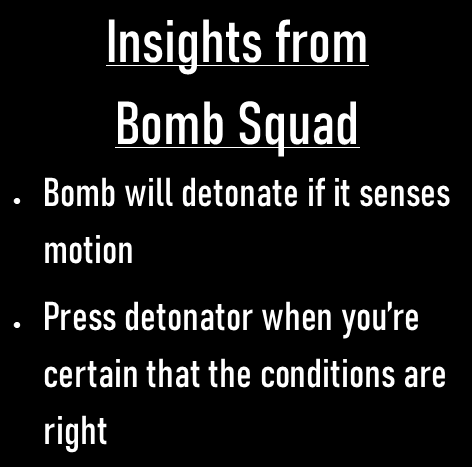 Insights from
Bomb Squad
• Bomb will detonate if it senses
motion
• Press detonator when you’re
certain that the conditions are
right